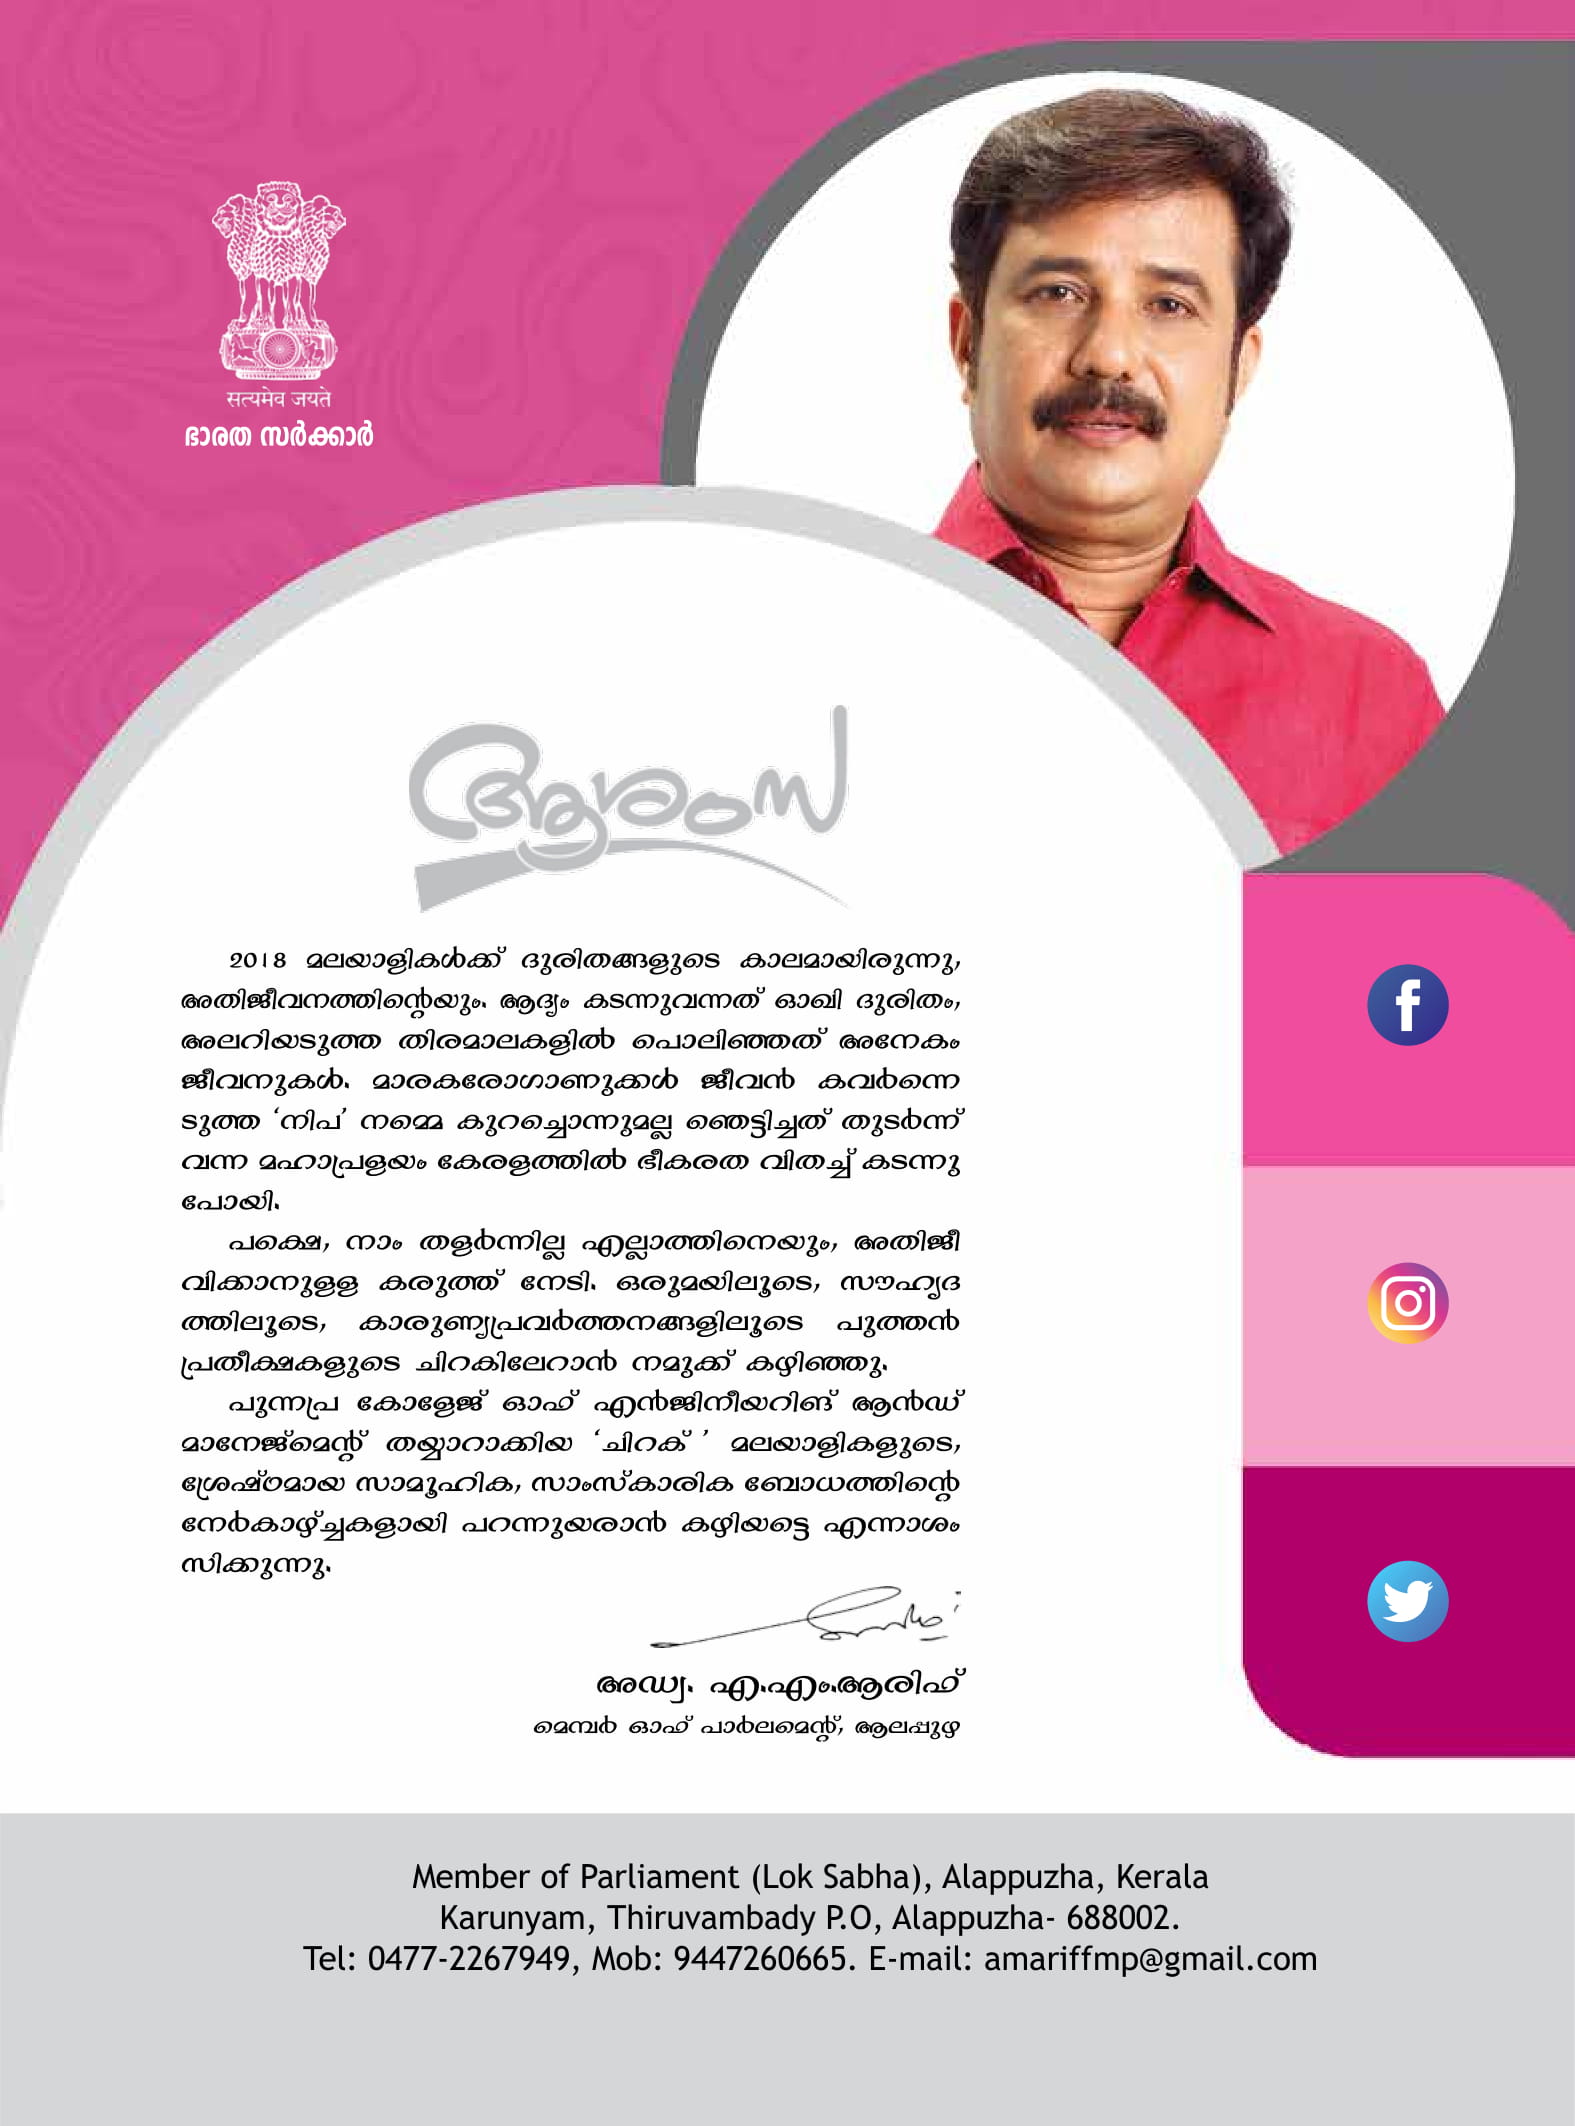 सत्यमेव जयते
ഭാരത സർക്കാർ
ആശംസ
2018 മലയാളികൾക്ക് ദുരിതങ്ങളുടെ കാലമായിരുന്നു,
അതിജീവനത്തിന്റെയും. ആദ്യം കടന്നുവന്നത് ഓഖി ദുരിതം,
അലറിയടുത്ത തിരമാലകളിൽ പൊലിഞ്ഞത് അനേകം
ജീവനുകൾ. മാരകരോഗാണുക്കൾ ജീവൻ കവർന്നെ
ടുത്ത ‘നിപ’ നമ്മെ കുറച്ചൊന്നുമല്ല ഞെട്ടിച്ചത് തുടർന്ന്
വന്ന മഹാപ്രളയം കേരളത്തിൽ ഭീകരത വിതച്ച് കടന്നു
പോയി.
പക്ഷെ, നാം തളർന്നില്ല എല്ലാത്തിനെയും, അതിജീ
വിക്കാനുളള കരുത്ത് നേടി. ഒരുമയിലൂടെ, സൗഹൃദ
ത്തിലൂടെ, കാരുണ്യപ്രവർത്തനങ്ങളിലൂടെ പുത്തൻ
പ്രതീക്ഷകളുടെ ചിറകിലേറാൻ നമുക്ക് കഴിഞ്ഞു.
പുന്നപ്ര കോളേജ് ഓഫ് എൻജിനീയറിങ് ആൻഡ്
മാനേജ്മെന്റ് തയ്യാറാക്കിയ ‘ചിറക് ’ മലയാളികളുടെ,
ശ്രേഷ്ഠമായ സാമൂഹിക, സാംസ്കാരിക ബോധത്തിന്റെ
നേർകാഴ്ച്ചകളായി പറന്നുയരാൻ കഴിയട്ടെ എന്നാശം
സിക്കുന്നു.
അഡ്വ. എ.എം.ആരിഫ്
മെമ്പർ ഓഫ് പാർലമെന്റ്, ആലപ്പുഴ
Member of Parliament (Lok Sabha), Alappuzha, Kerala
Karunyam, Thiruvambady P.O, Alappuzha- 688002.
Tel: 0477-2267949, Mob: 9447260665. E-mail: amariffmp@gmail.com